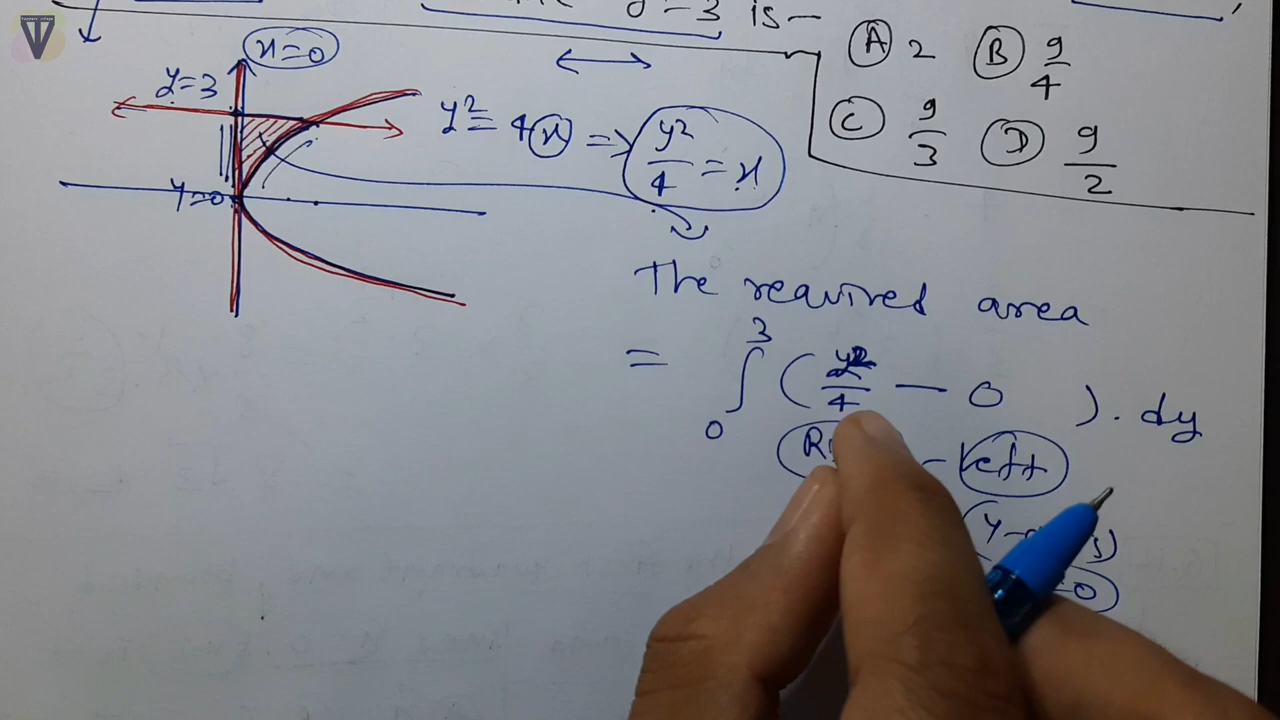 y=3 is —
(A) 2 (B) 9/4
(C) 9/3 (D) 9/2
x=0
y=3
y=0
y² = 4x ⇒ y²/4 = x
The required area
= ∫₀³ ( y²/4 — 0 ). dy
— left